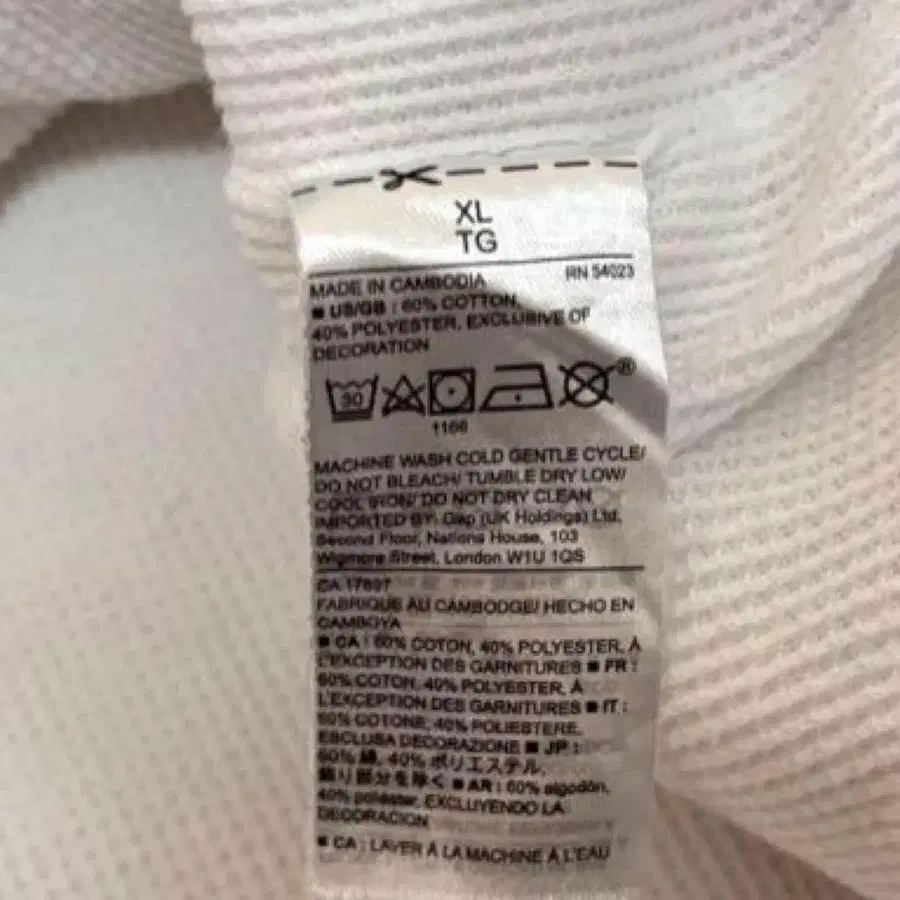 XL
TG
MADE IN CAMBODIA RN 54023
■ US/GB : 60% COTTON,
40% POLYESTER, EXCLUSIVE OF
DECORATION
30
®
1166
MACHINE WASH COLD GENTLE CYCLE/
DO NOT BLEACH/ TUMBLE DRY LOW/
COOL IRON/ DO NOT DRY CLEAN
IMPORTED BY: Gap (UK Holdings) Ltd,
Second Floor, Nations House, 103
Wigmore Street, London W1U 1QS
CA 17897
FABRIQUE AU CAMBODGE/ HECHO EN
CAMBOYA
■ CA : 60% COTON, 40% POLYESTER, À
L'EXCEPTION DES GARNITURES ■ FR :
60% COTON, 40% POLYESTER, À
L'EXCEPTION DES GARNITURES ■ IT :
60% COTONE, 40% POLIESTERE,
ESCLUSA DECORAZIONE ■ JP :
60% 綿, 40% ポリエステル,
飾り部分を除く ■ AR : 60% algodón,
40% poliéster, EXCLUYENDO LA
DECORACION
■ CA : LAVER À LA MACHINE À L'EAU